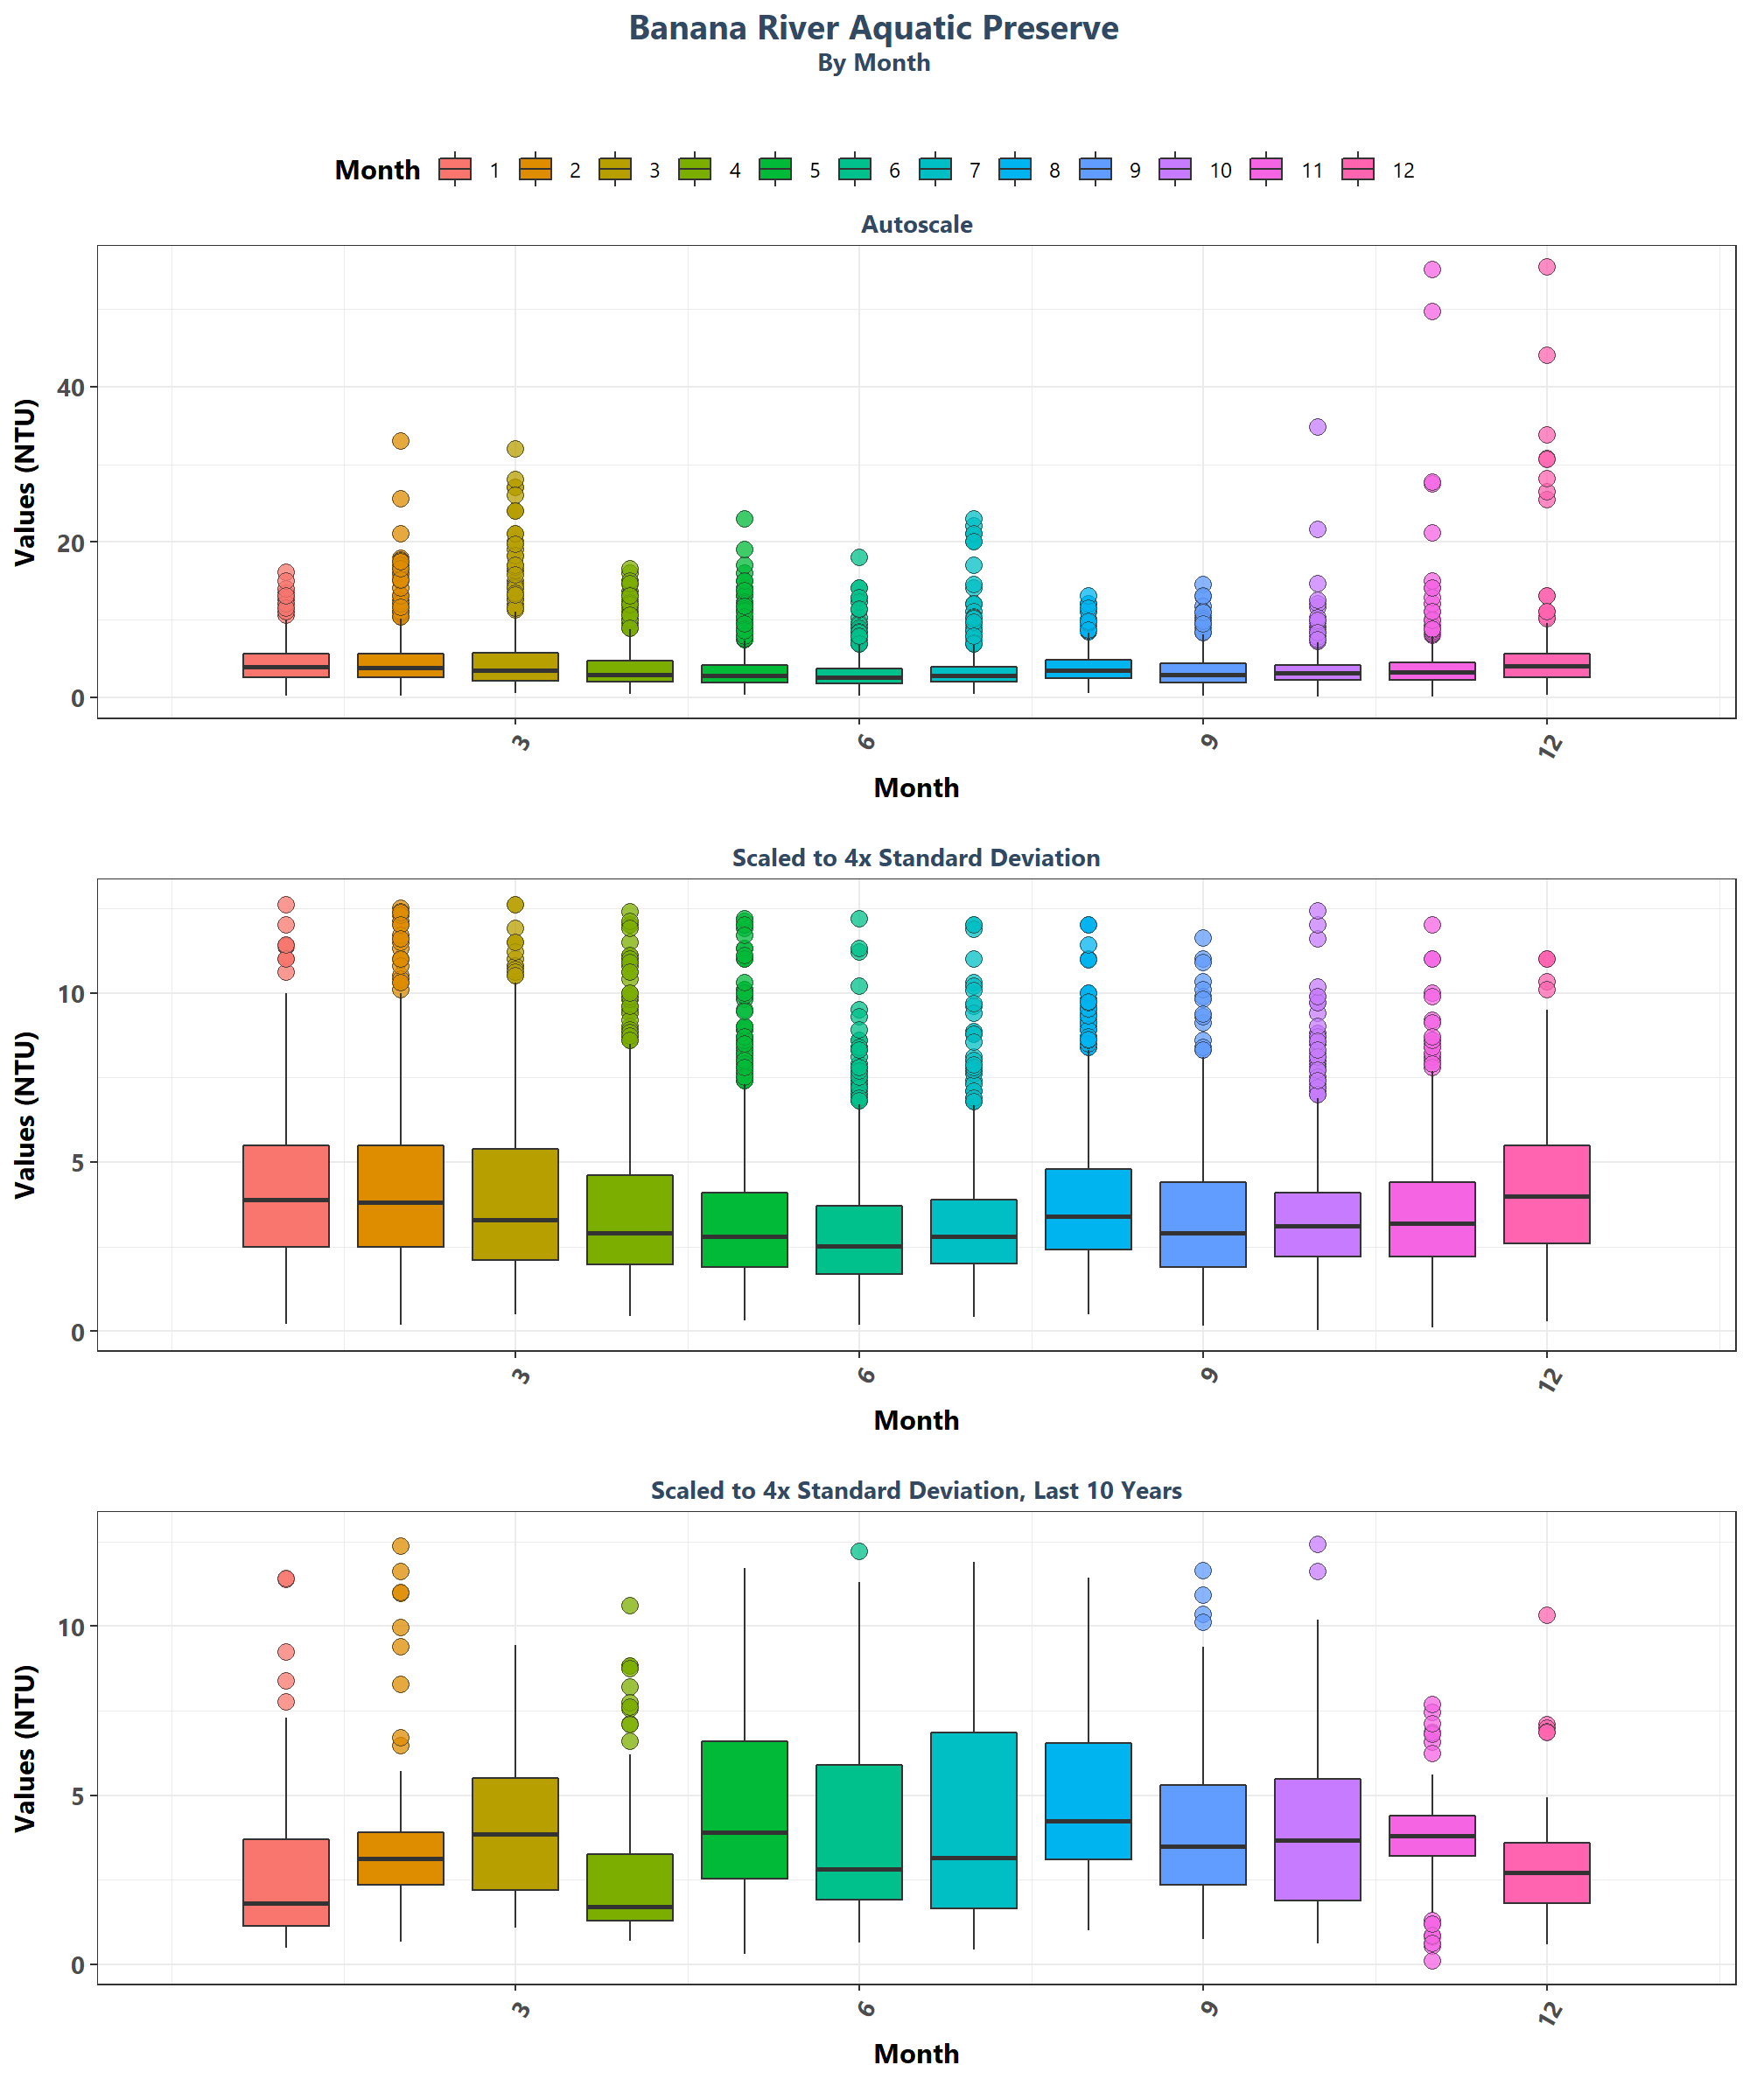 Banana River Aquatic Preserve
By Month
Month 1 2 3 4 5 6 7 8 9 10 11 12
Autoscale
Values (NTU)
40
20
0
3 6 9 12
Month
Scaled to 4x Standard Deviation
Values (NTU)
10
5
0
3 6 9 12
Month
Scaled to 4x Standard Deviation, Last 10 Years
Values (NTU)
10
5
0
3 6 9 12
Month